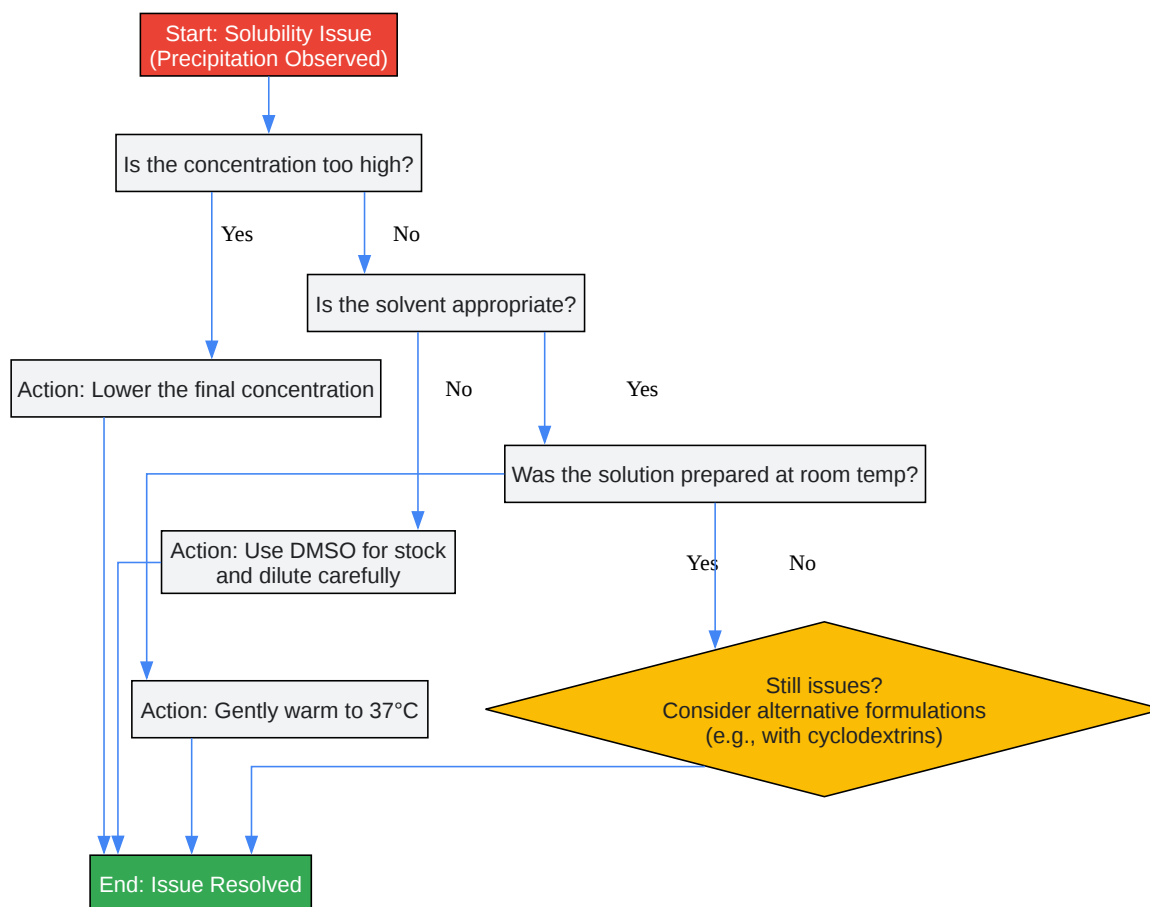 Start: Solubility Issue
(Precipitation Observed)
Is the concentration too high?
Yes
No
Is the solvent appropriate?
Action: Lower the final concentration
No
Yes
Was the solution prepared at room temp?
Action: Use DMSO for stock
and dilute carefully
Yes
No
Action: Gently warm to 37°C
Still issues?
Consider alternative formulations
(e.g., with cyclodextrins)
End: Issue Resolved